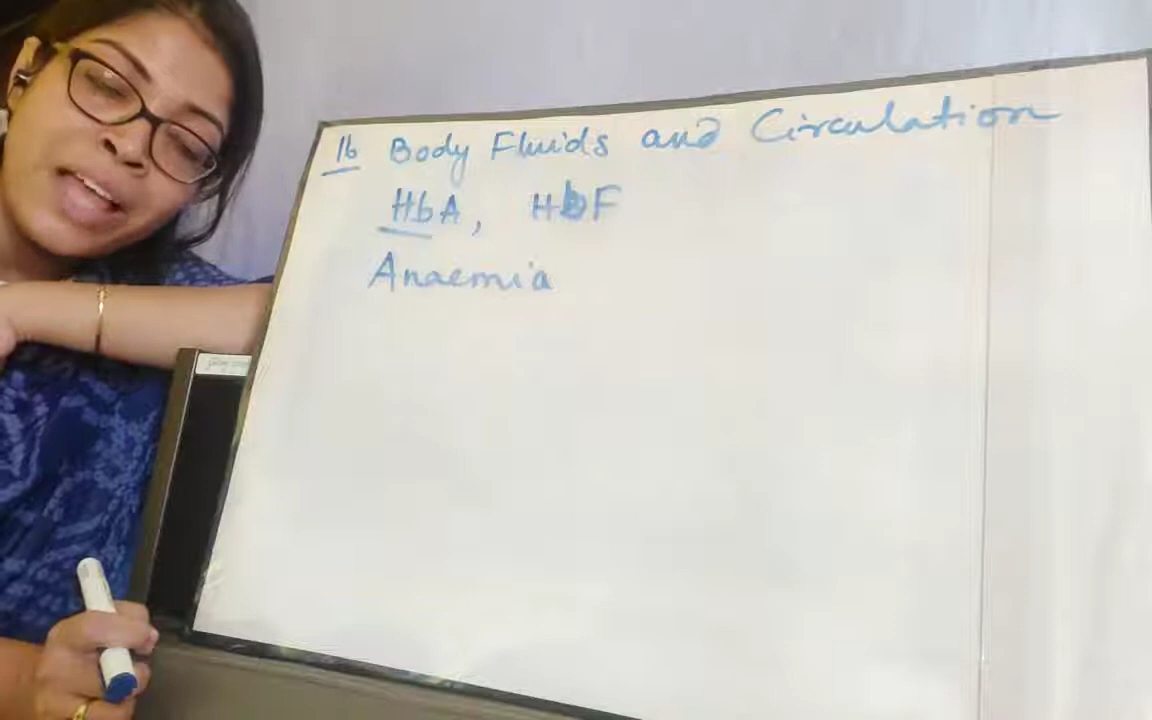 16 Body Fluids and Circulation
HbA, HbF
Anaemia